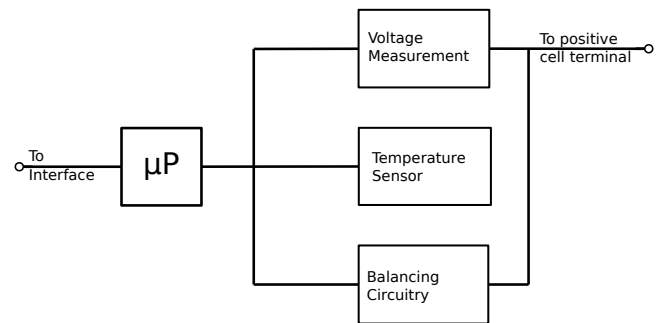 To
Interface
μP
Voltage
Measurement
Temperature
Sensor
Balancing
Circuitry
To positive
cell terminal